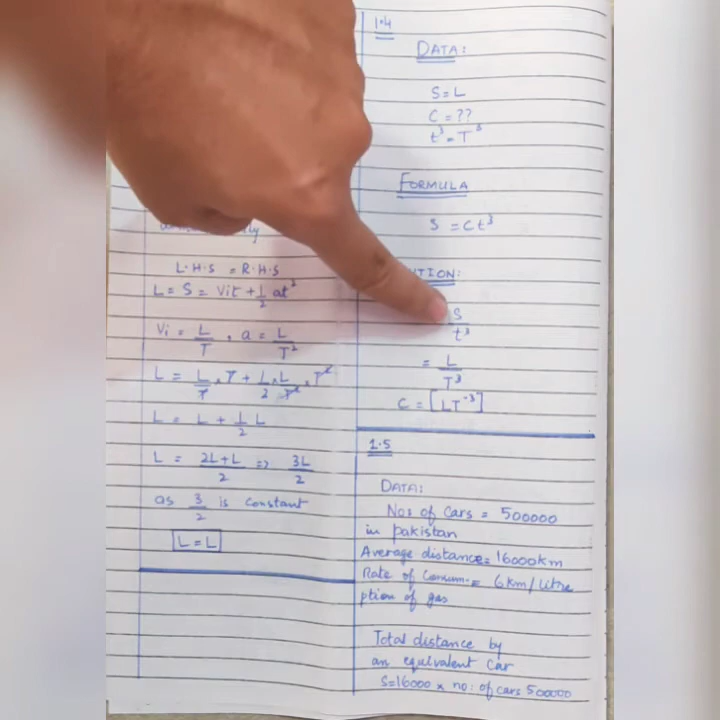 L.H.S = R.H.S
L = S = Vit + 1/2 at²
Vi = L/T , a = L/T²
L = L/T . T + 1/2 . L/T² . T²
L = L + 1/2 L
L = 2L+L/2 => 3L/2
as 3/2 is constant
L = L
1.4
DATA:
S = L
C = ??
t³ = T³
FORMULA
S = Ct³
UTION:
S/t³
= L/T³
C = [LT⁻³]
1.5
DATA:
Nos of Cars = 500000
in pakistan
Average distance = 16000km
Rate of Consum- = 6km/litre
ption of gas
Total distance by
an equivalent car
S=16000 x no: of cars 500000